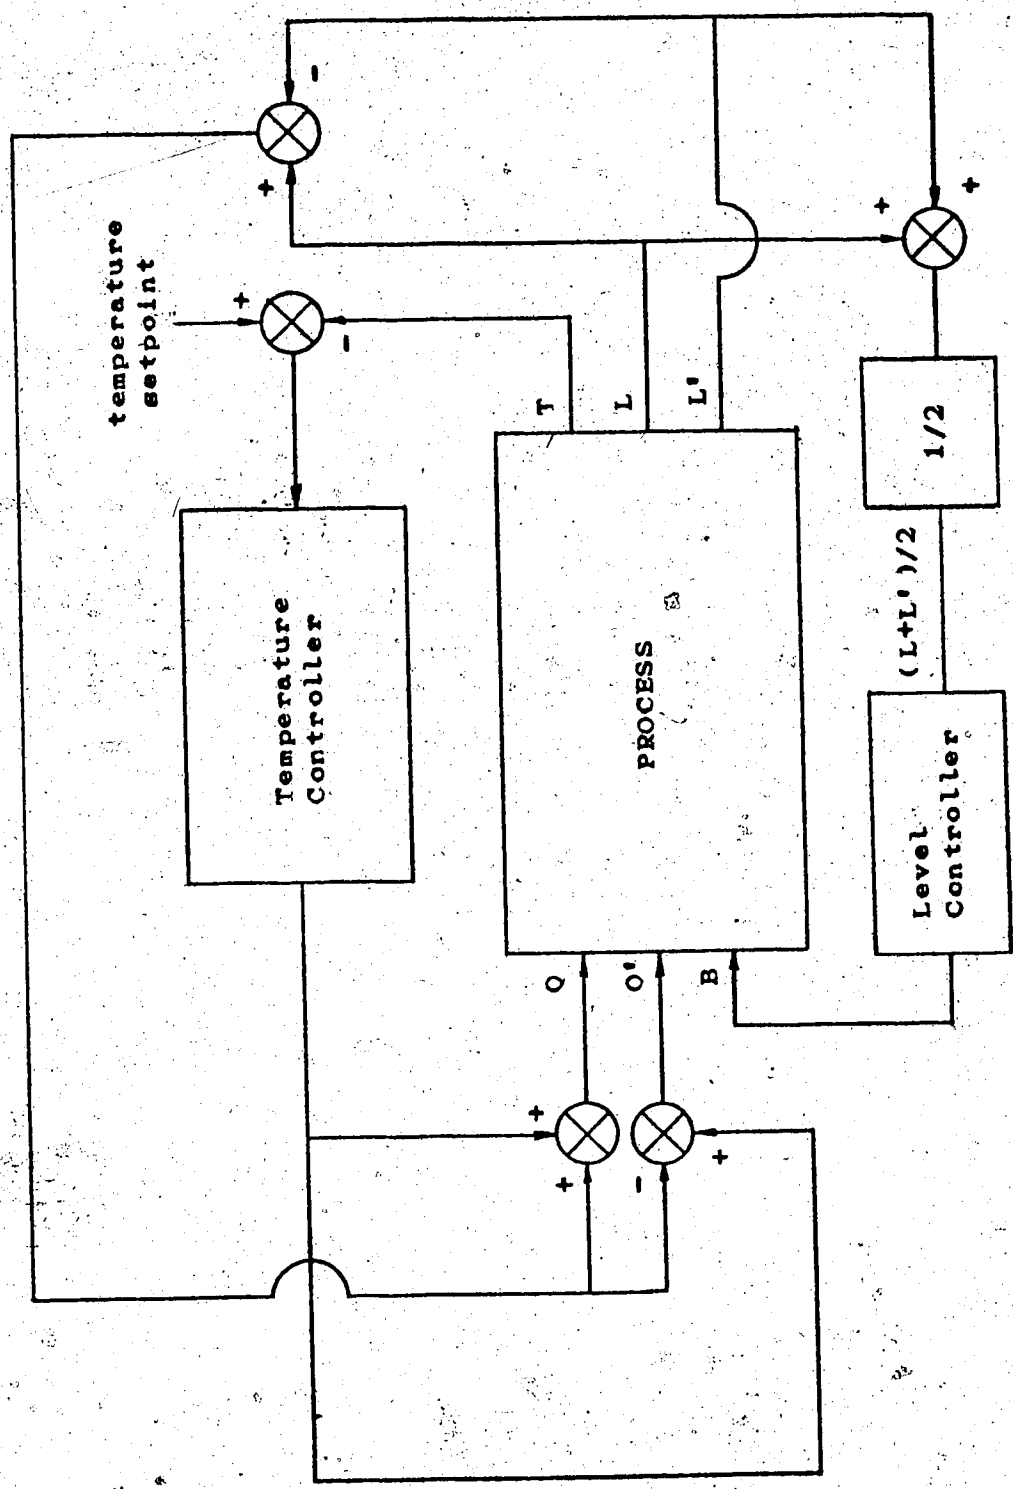 temperature
setpoint
+
-
+
-
+
+
Temperature
Controller
T
L
L'
PROCESS
Q
O'
B
1/2
(L+L')/2
Level
Controller
+
+
-
+